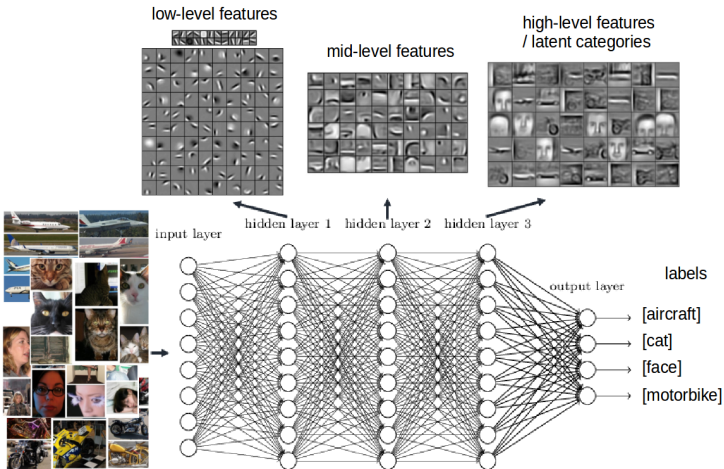 low-level features
mid-level features
high-level features
/ latent categories
input layer
hidden layer 1
hidden layer 2
hidden layer 3
output layer
labels
[aircraft]
[cat]
[face]
[motorbike]